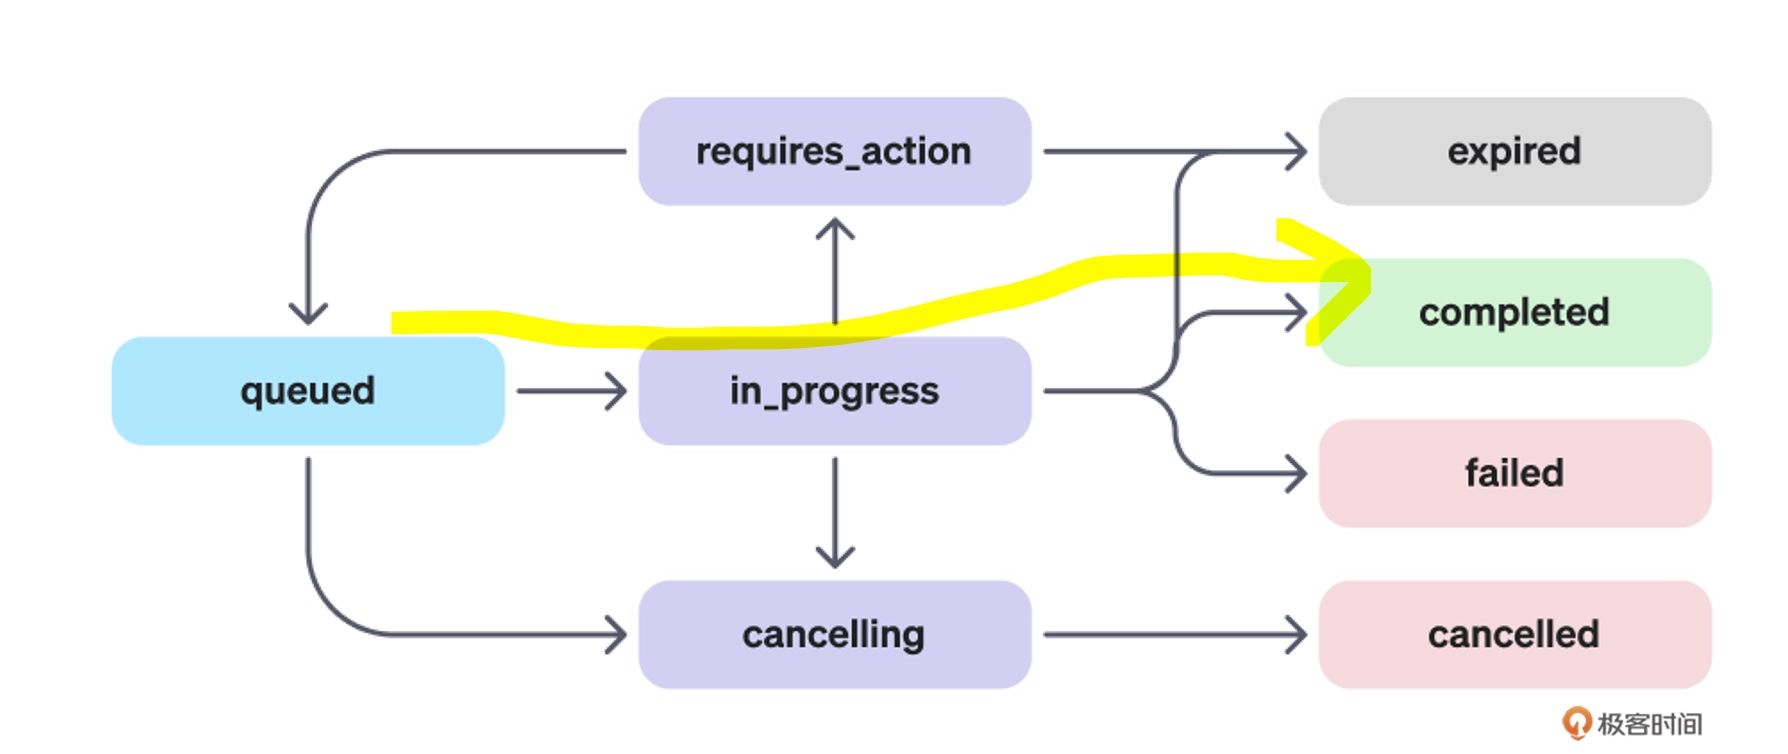 requires_action
expired
completed
queued
in_progress
failed
cancelling
cancelled
极客时间